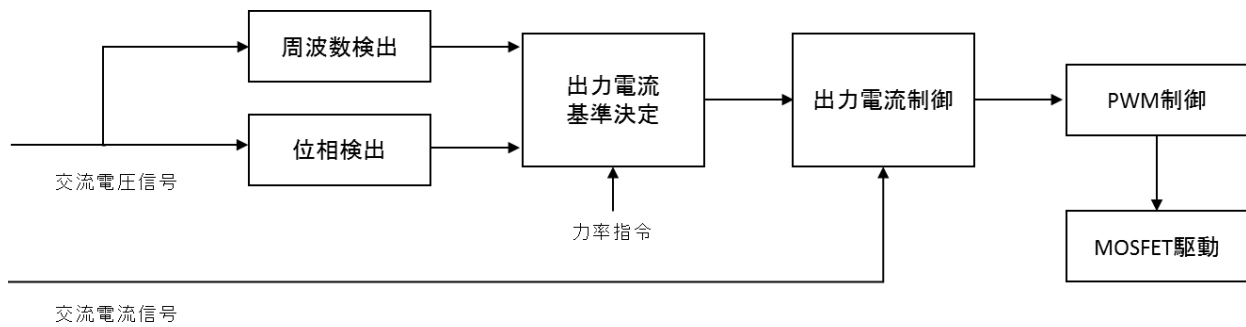 周波数検出
位相検出
交流電圧信号
出力電流
基準決定
力率指令
出力電流制御
PWM制御
MOSFET駆動
交流電流信号